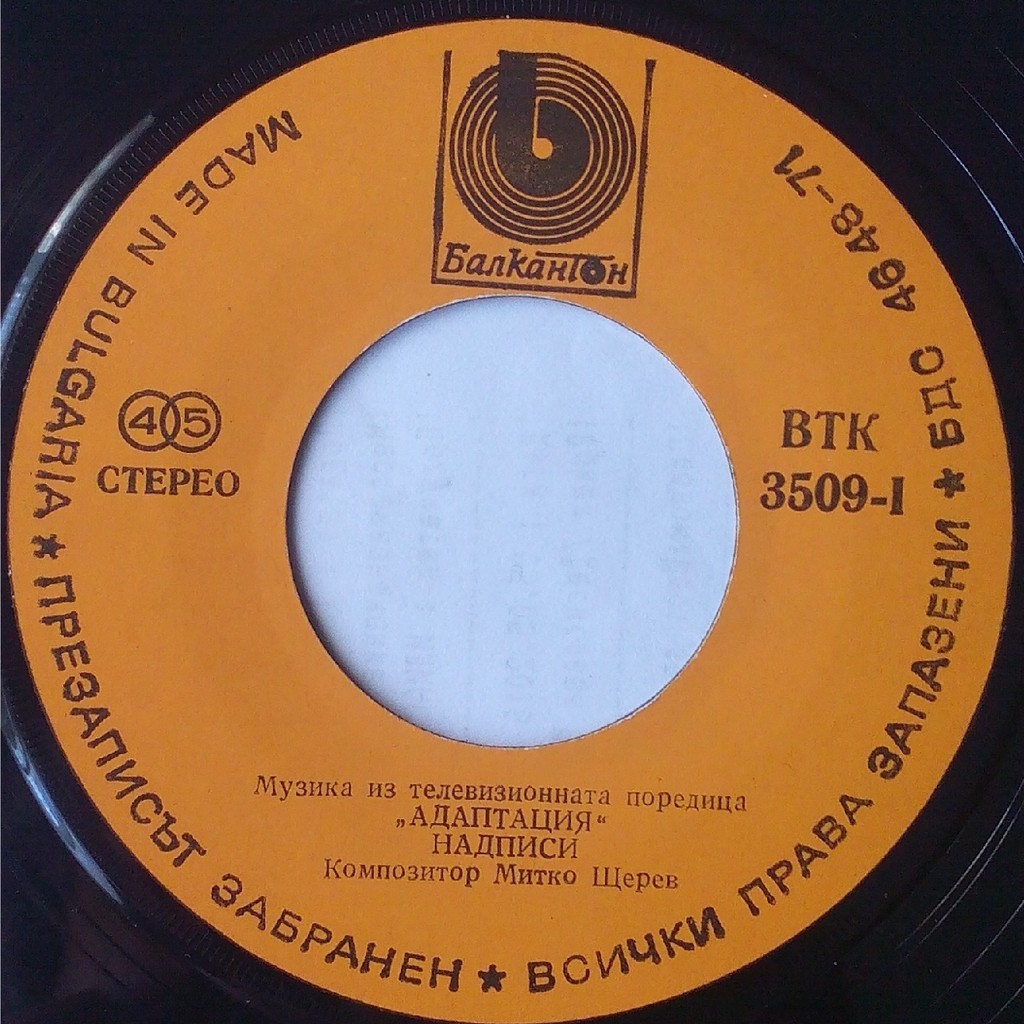 Балкантон
45
СТЕРЕО
ВТК
3509-I
Музика из телевизионната поредица
„АДАПТАЦИЯ“
НАДПИСИ
Композитор Митко Щерев
MADE IN BULGARIA ★ ПРЕЗАПИСЪТ ЗАБРАНЕН ★ ВСИЧКИ ПРАВА ЗАПАЗЕНИ ★ БДС 4648-71